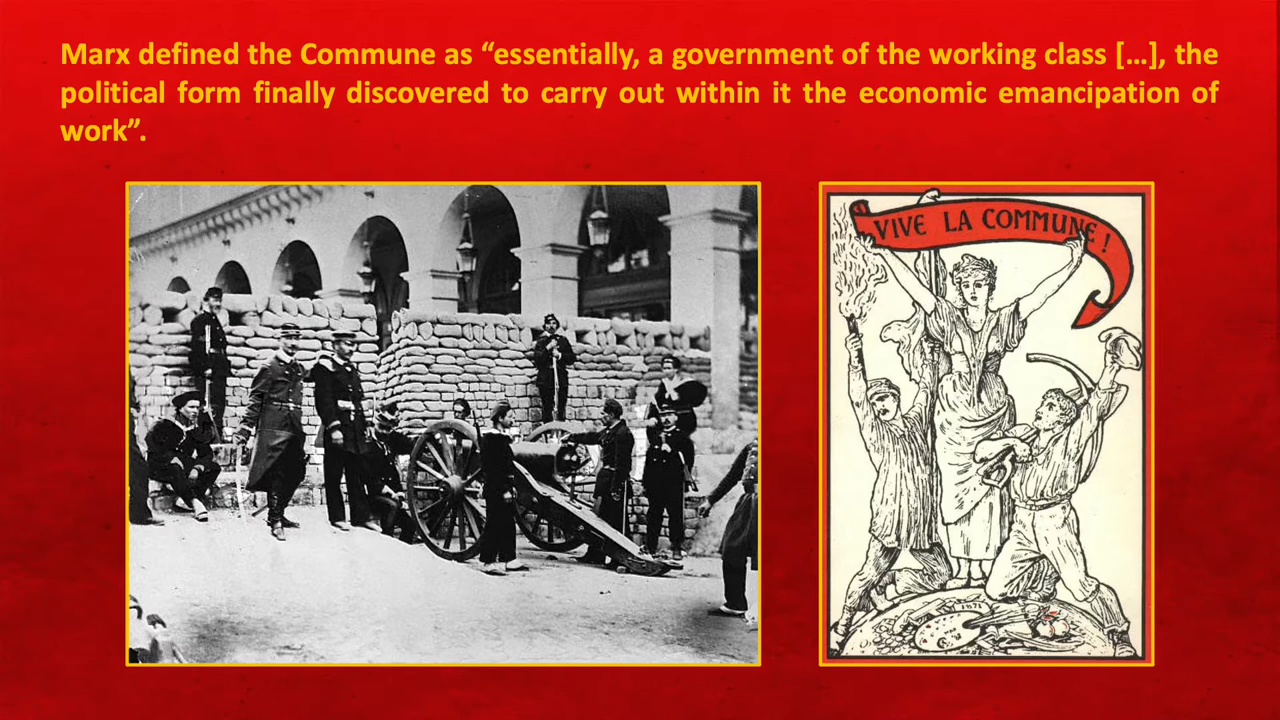 Marx defined the Commune as “essentially, a government of the working class […], the
political form finally discovered to carry out within it the economic emancipation of
work”.
VIVE LA COMMUNE !
1871